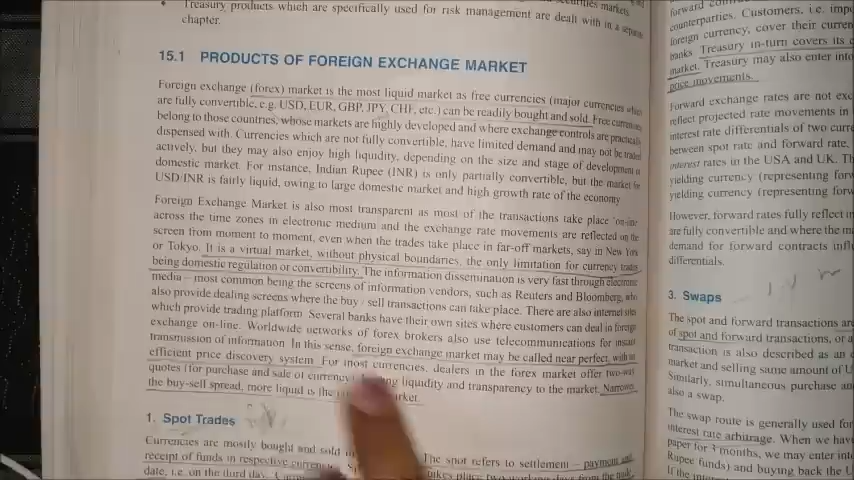 Treasury products which are specifically used for risk management are dealt with in a separate
chapter.
15.1 PRODUCTS OF FOREIGN EXCHANGE MARKET
Foreign exchange (forex) market is the most liquid market as free currencies (major currencies which
are fully convertible, e.g. USD, EUR, GBP, JPY, CHF, etc.) can be readily bought and sold. Free currencies
belong to those countries, whose markets are highly developed and where exchange controls are practically
dispensed with. Currencies which are not fully convertible, have limited demand and may not be traded
actively, but they may also enjoy high liquidity, depending on the size and stage of development of
domestic market. For instance, Indian Rupee (INR) is only partially convertible, but the market for
USD/INR is fairly liquid, owing to large domestic market and high growth rate of the economy
Foreign Exchange Market is also most transparent as most of the transactions take place 'on-line
across the time zones in electronic medium and the exchange rate movements are reflected on the
screen from moment to moment, even when the trades take place in far-off markets, say in New York
or Tokyo. It is a virtual market, without physical boundaries, the only limitation for currency trades
being domestic regulation or convertibility. The information dissemination is very fast through electronic
media – most common being the screens of information vendors, such as Reuters and Bloomberg, who
also provide dealing screens where the buy / sell transactions can take place. There are also internet sites
which provide trading platform. Several banks have their own sites where customers can deal in foreign
exchange on-line. Worldwide networks of forex brokers also use telecommunications for instant
transmission of information. In this sense, foreign exchange market may be called near perfect, with an
efficient price discovery system. For most currencies, dealers in the forex market offer two-way
quotes (for purchase and sale of currency) liquidity and transparency to the market. Narrower
the buy-sell spread, more liquid is the market.
1. Spot Trades
Currencies are mostly bought and sold The spot refers to settlement – payment and
receipt of funds in respective takes place two working days from the
date, i.e. on the third day.
counterparties. Customers, i.e.
foreign currency, cover their
banks Treasury in-turn covers its
market. Treasury may also enter into
price movements.
Forward exchange rates are not
reflect projected rate movements in
interest rate differentials of two
between spot rate and forward rate,
interest rates in the USA and UK.
yielding currency (representing
yielding currency (representing
However, forward rates fully reflect
are fully convertible and where the
demand for forward contracts
differentials.
3. Swaps
The spot and forward transactions are
of spot and forward transactions, or a
transaction is also described as an
market and selling same amount of
Similarly, simultaneous purchase
also a swap.
The swap route is generally used for
interest rate arbitrage. When we have
paper for 3 months, we may enter into
Rupee funds) and buying back the
If the